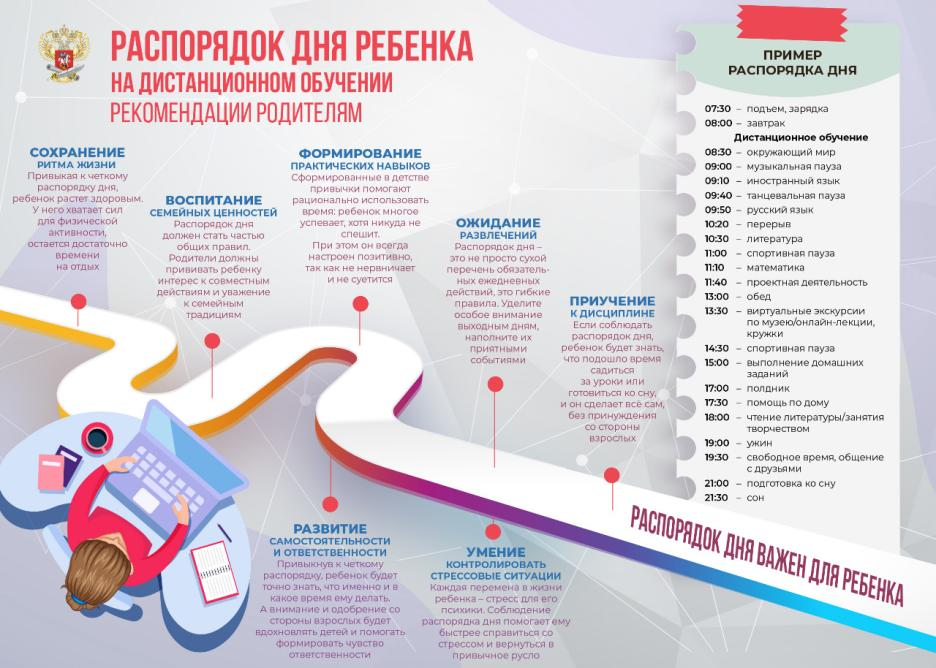 РАСПОРЯДОК ДНЯ РЕБЕНКА
НА ДИСТАНЦИОННОМ ОБУЧЕНИИ
РЕКОМЕНДАЦИИ РОДИТЕЛЯМ
СОХРАНЕНИЕ
РИТМА ЖИЗНИ
Привыкая к четкому
распорядку дня,
ребенок растет здоровым.
У него хватает сил
для физической
активности,
остается достаточно
времени
на отдых
ВОСПИТАНИЕ
СЕМЕЙНЫХ ЦЕННОСТЕЙ
Распорядок дня
должен стать частью
общих правил.
Родители должны
прививать ребенку
интерес к совместным
действиям и уважение
к семейным
традициям
ФОРМИРОВАНИЕ
ПРАКТИЧЕСКИХ НАВЫКОВ
Сформированные в детстве
привычки помогают
рационально использовать
время: ребенок многое
успевает, хотя никуда не
спешит.
При этом он всегда
настроен позитивно,
так как не нервничает
и не суетится
ОЖИДАНИЕ
РАЗВЛЕЧЕНИЙ
Распорядок дня –
это не просто сухой
перечень обязатель-
ных ежедневных
действий, это гибкие
правила. Уделите
особое внимание
выходным дням,
наполните их
приятными
событиями
ПРИУЧЕНИЕ
К ДИСЦИПЛИНЕ
Если соблюдать
распорядок дня,
ребенок будет знать,
что подошло время
садиться
за уроки или
готовиться ко сну,
и он сделает всё сам,
без принуждения
со стороны
взрослых
РАЗВИТИЕ
САМОСТОЯТЕЛЬНОСТИ
И ОТВЕТСТВЕННОСТИ
Привыкнув к четкому
распорядку, ребенок будет
точно знать, что именно и в
какое время ему делать.
А внимание и одобрение со
стороны взрослых будет
вдохновлять детей и помогать
формировать чувство
ответственности
УМЕНИЕ
КОНТРОЛИРОВАТЬ
СТРЕССОВЫЕ СИТУАЦИИ
Каждая перемена в жизни
ребенка – стресс для его
психики. Соблюдение
распорядка дня помогает ему
быстрее справиться со
стрессом и вернуться в
привычное русло
РАСПОРЯДОК ДНЯ ВАЖЕН ДЛЯ РЕБЕНКА
ПРИМЕР
РАСПОРЯДКА ДНЯ
07:30 – подъем, зарядка
08:00 – завтрак
Дистанционное обучение
08:30 – окружающий мир
09:00 – музыкальная пауза
09:10 – иностранный язык
09:40 – танцевальная пауза
09:50 – русский язык
10:20 – перерыв
10:30 – литература
11:00 – спортивная пауза
11:10 – математика
11:40 – проектная деятельность
13:00 – обед
13:30 – виртуальные экскурсии
по музею/онлайн-лекции,
кружки
14:30 – спортивная пауза
15:00 – выполнение домашних
заданий
17:00 – полдник
17:30 – помощь по дому
18:00 – чтение литературы/занятия
творчеством
19:00 – ужин
19:30 – свободное время, общение
с друзьями
21:00 – подготовка ко сну
21:30 – сон